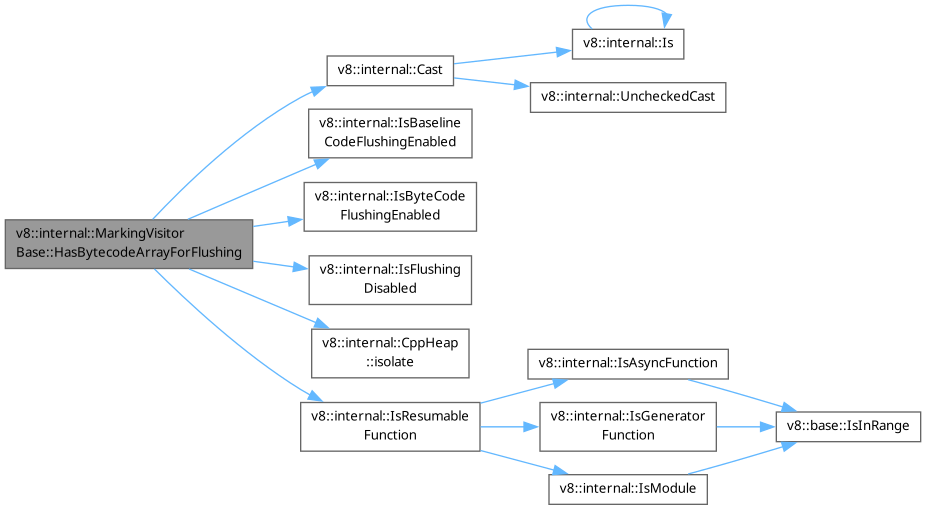 v8::internal::MarkingVisitor
Base::HasBytecodeArrayForFlushing
v8::internal::Cast
v8::internal::Is
v8::internal::UncheckedCast
v8::internal::IsBaseline
CodeFlushingEnabled
v8::internal::IsByteCode
FlushingEnabled
v8::internal::IsFlushing
Disabled
v8::internal::CppHeap
::isolate
v8::internal::IsResumable
Function
v8::internal::IsAsyncFunction
v8::internal::IsGenerator
Function
v8::internal::IsModule
v8::base::IsInRange